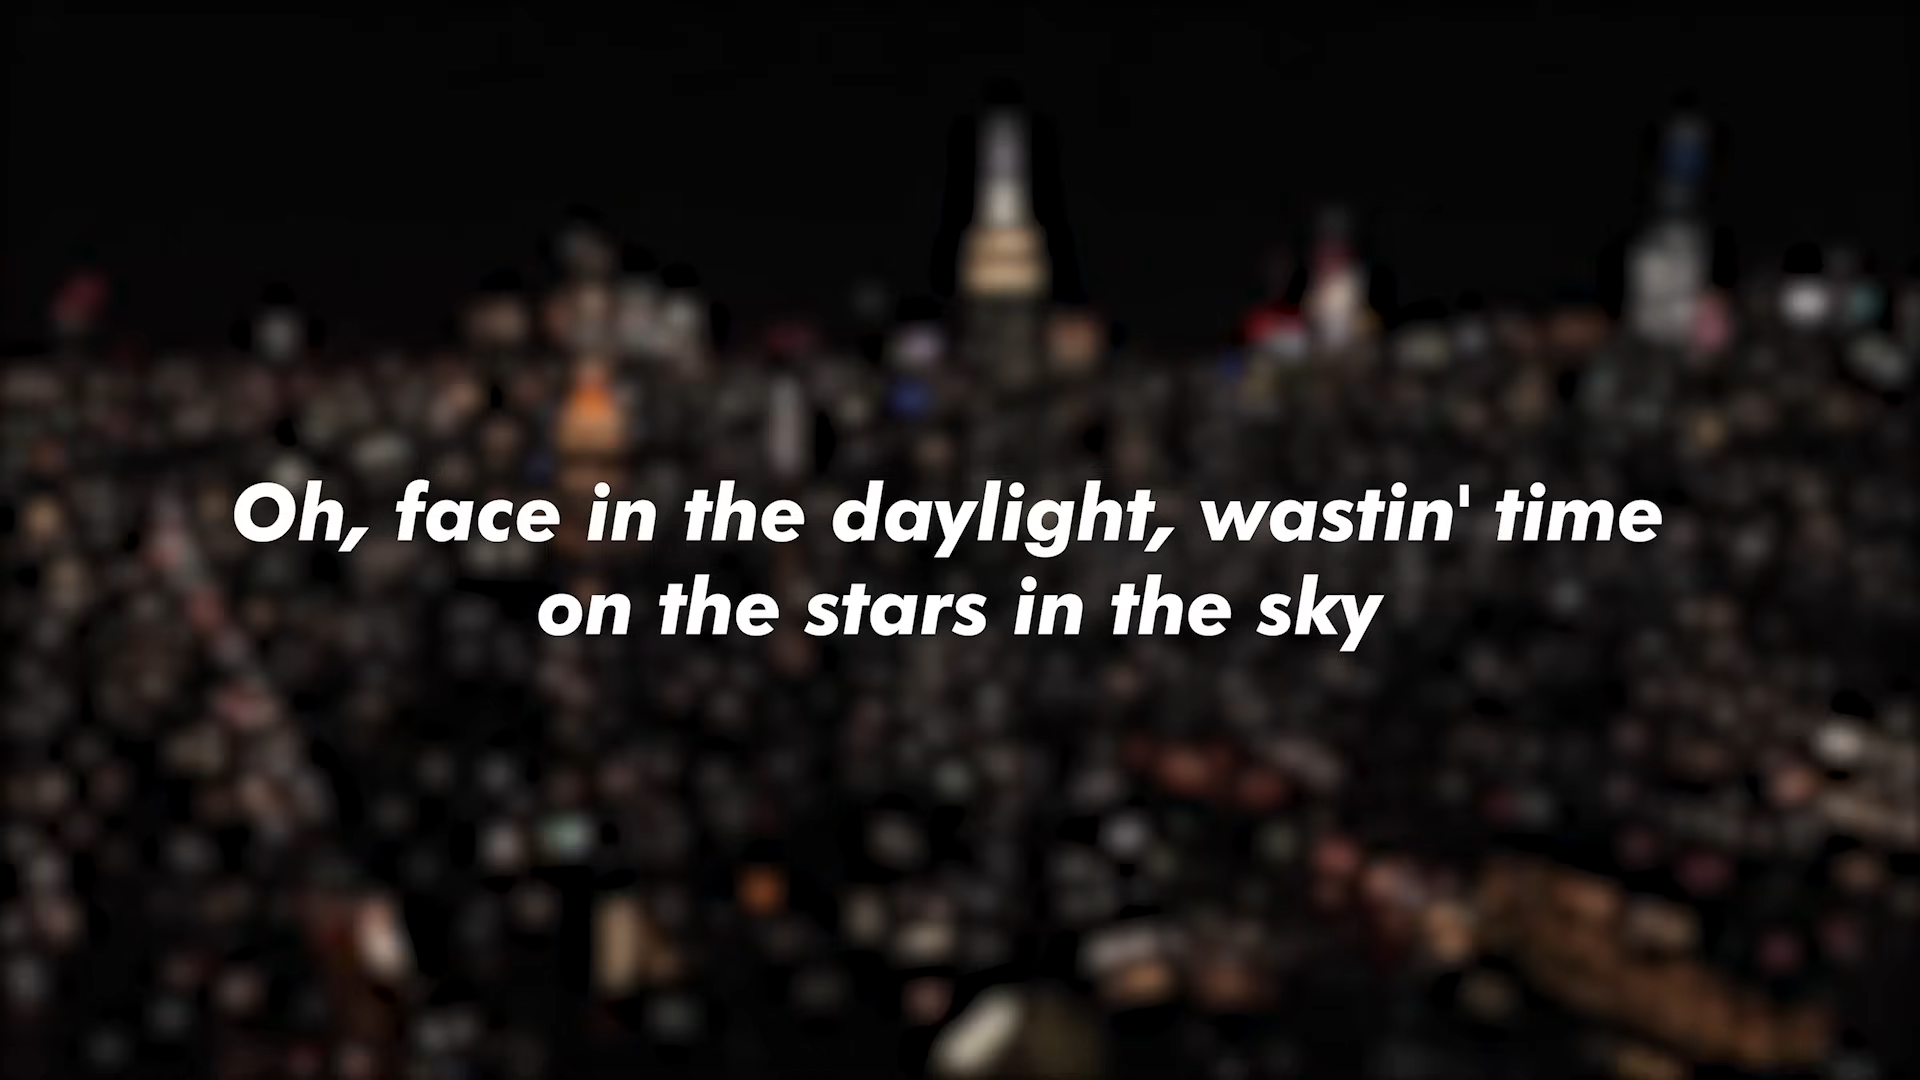 Oh, face in the daylight, wastin' time
on the stars in the sky